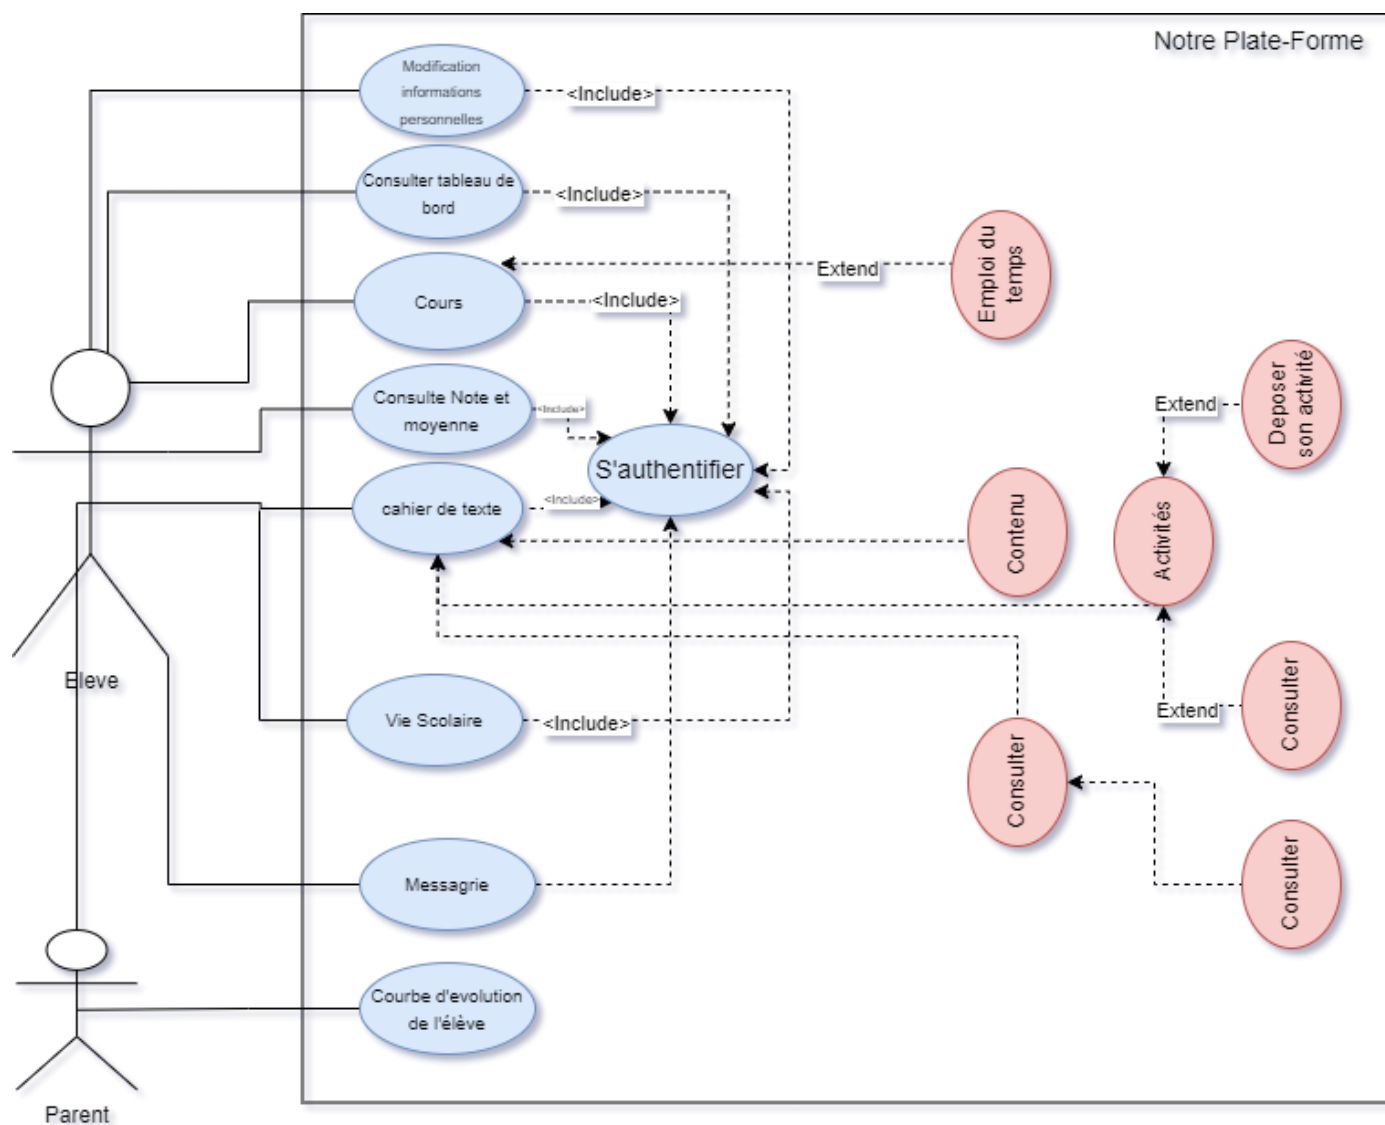 Notre Plate-Forme
Modification
informations
personnelles
<Include>
Consulter tableau de
bord
<Include>
Emploi du
temps
Extend
Cours
<Include>
Deposer
son activité
Extend
Consulte Note et
moyenne
<Include>
S'authentifier
cahier de texte
<Include>
Contenu
Activités
Eleve
Vie Scolaire
<Include>
Extend
Consulter
Consulter
Messagrie
Consulter
Courbe d'evolution
de l'élève
Parent